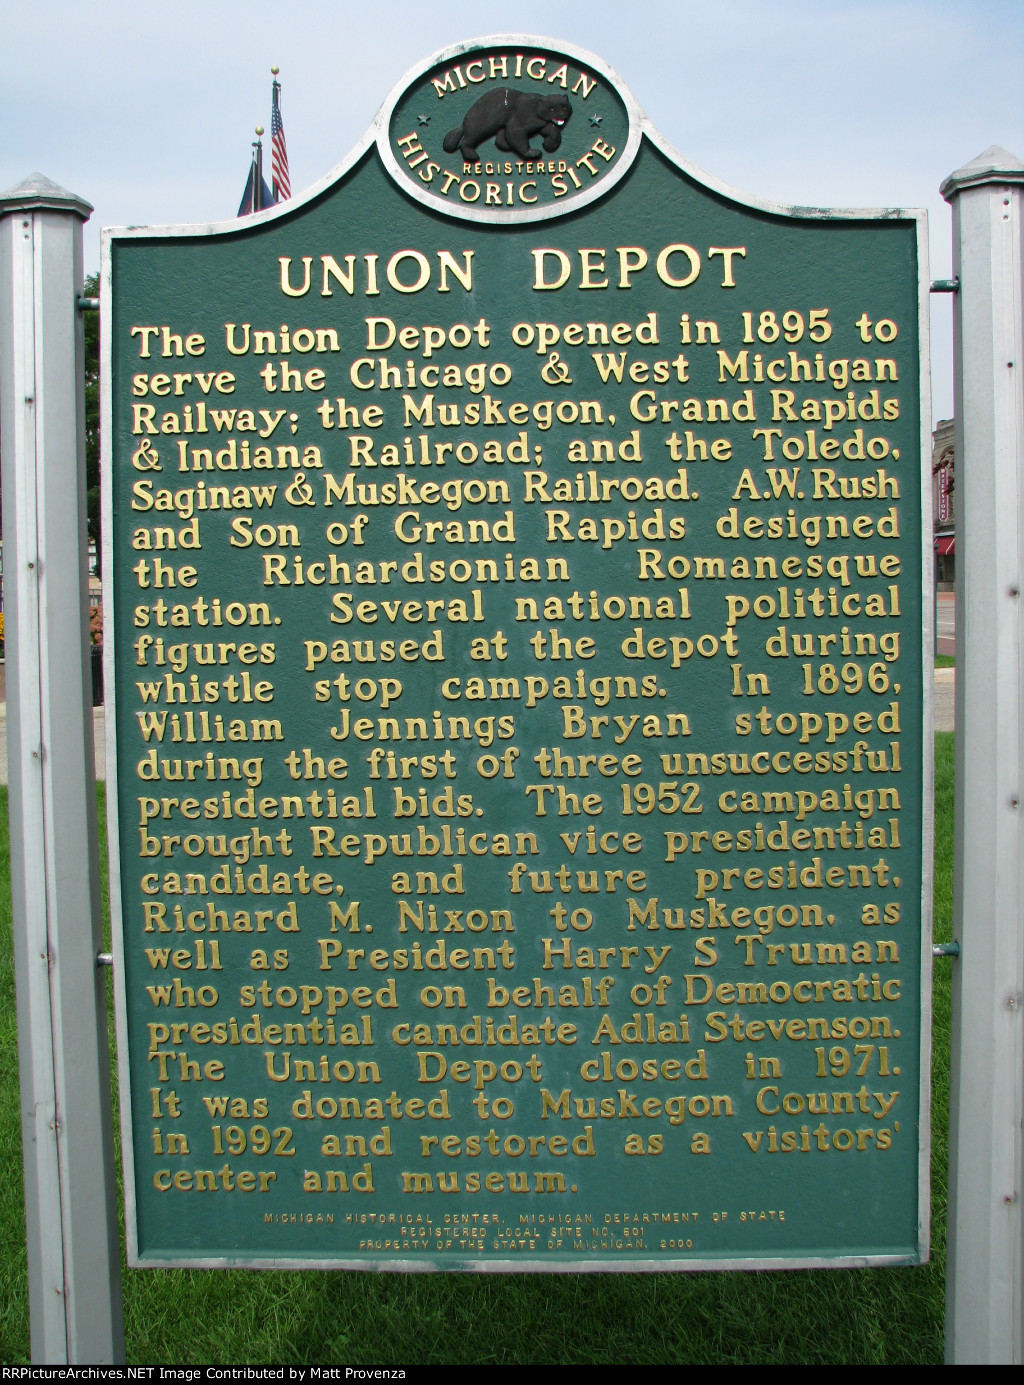 MICHIGAN
REGISTERED
HISTORIC SITE
UNION DEPOT
The Union Depot opened in 1895 to
serve the Chicago & West Michigan
Railway; the Muskegon, Grand Rapids
& Indiana Railroad; and the Toledo,
Saginaw & Muskegon Railroad. A.W. Rush
and Son of Grand Rapids designed
the Richardsonian Romanesque
station. Several national political
figures paused at the depot during
whistle stop campaigns. In 1896,
William Jennings Bryan stopped
during the first of three unsuccessful
presidential bids. The 1952 campaign
brought Republican vice presidential
candidate, and future president,
Richard M. Nixon to Muskegon, as
well as President Harry S Truman
who stopped on behalf of Democratic
presidential candidate Adlai Stevenson.
The Union Depot closed in 1971.
It was donated to Muskegon County
in 1992 and restored as a visitors'
center and museum.
MICHIGAN HISTORICAL CENTER, MICHIGAN DEPARTMENT OF STATE
REGISTERED LOCAL SITE NO. 601
PROPERTY OF THE STATE OF MICHIGAN, 2000
RRPictureArchives.NET Image Contributed by Matt Provenza